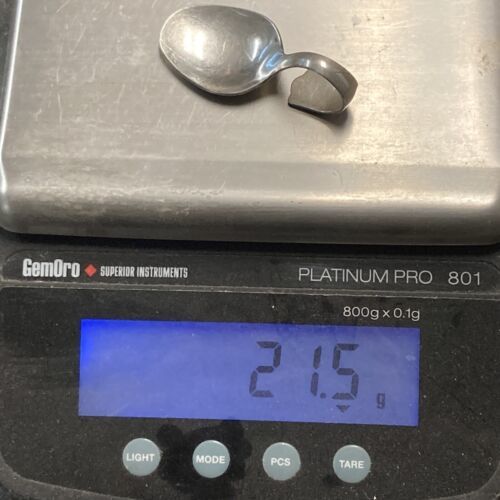 GemOro SUPERIOR INSTRUMENTS PLATINUM PRO 801
800g x 0.1g
21.5 g
LIGHT MODE PCS TARE